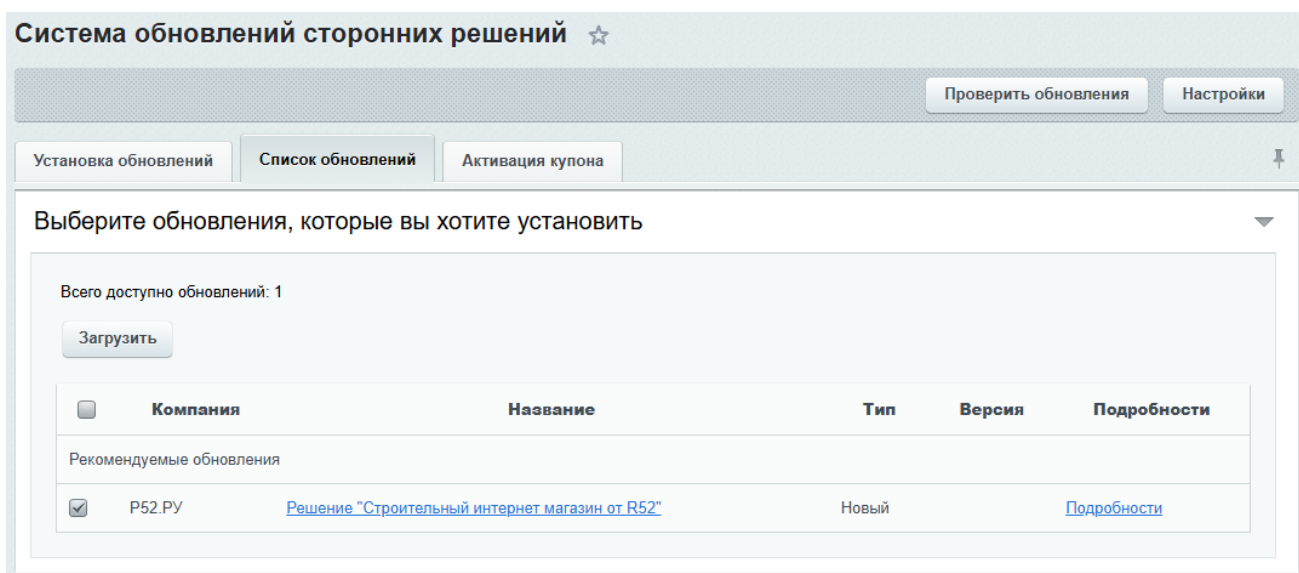 Система обновлений сторонних решений
Проверить обновления Настройки
Установка обновлений Список обновлений Активация купона
Выберите обновления, которые вы хотите установить
Всего доступно обновлений: 1
Загрузить
Компания Название Тип Версия Подробности
Рекомендуемые обновления
Р52.РУ Решение "Строительный интернет магазин от R52" Новый Подробности